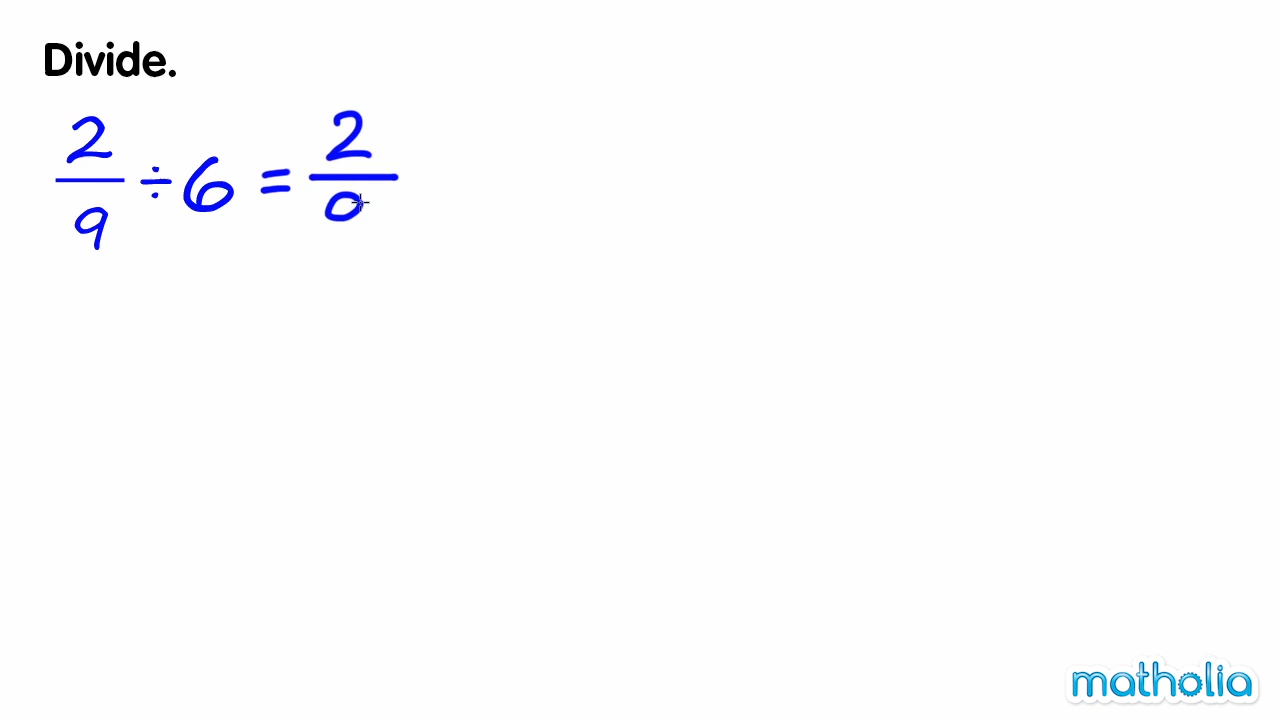 Divide.
2/9 ÷ 6 = 2/
matholia